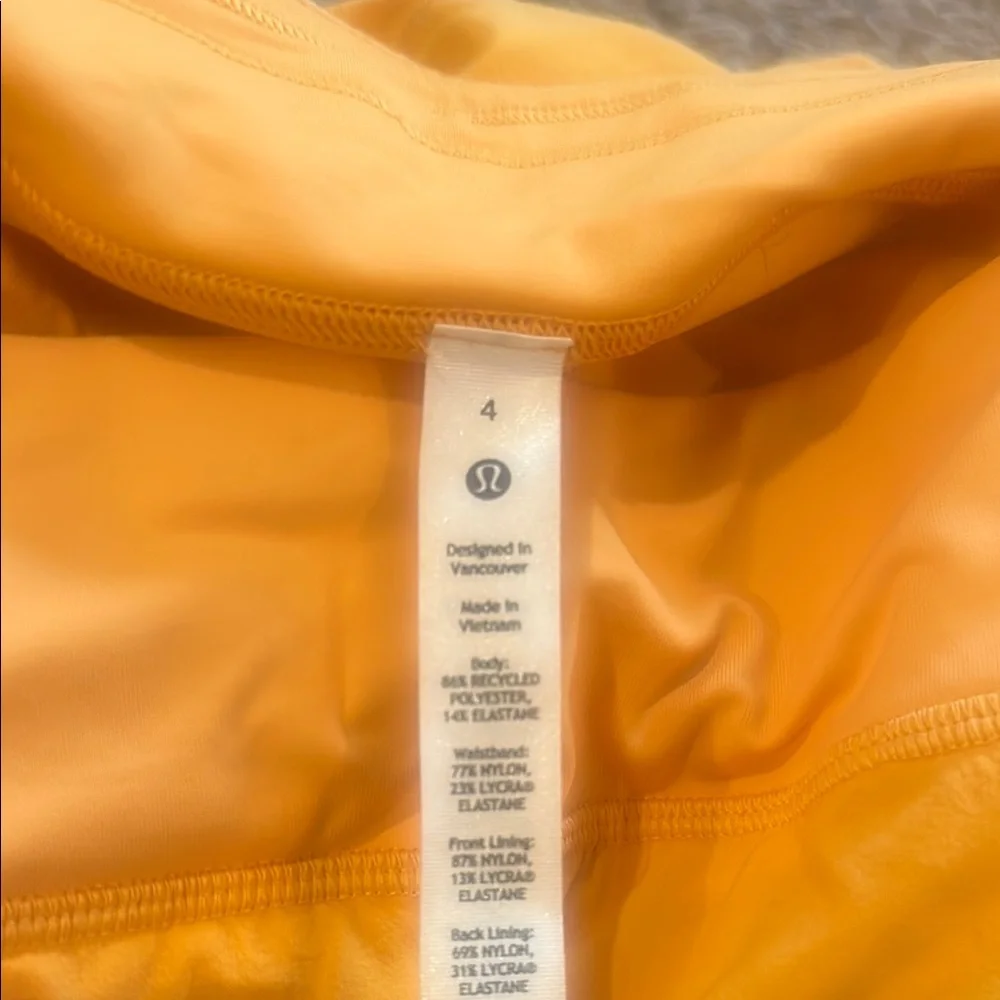 4
Designed in
Vancouver
Made in
Vietnam
Body:
86% RECYCLED
POLYESTER,
14% ELASTANE
Waistband:
77% NYLON,
23% LYCRA®
ELASTANE
Front Lining:
87% NYLON,
13% LYCRA®
ELASTANE
Back Lining:
69% NYLON,
31% LYCRA®
ELASTANE